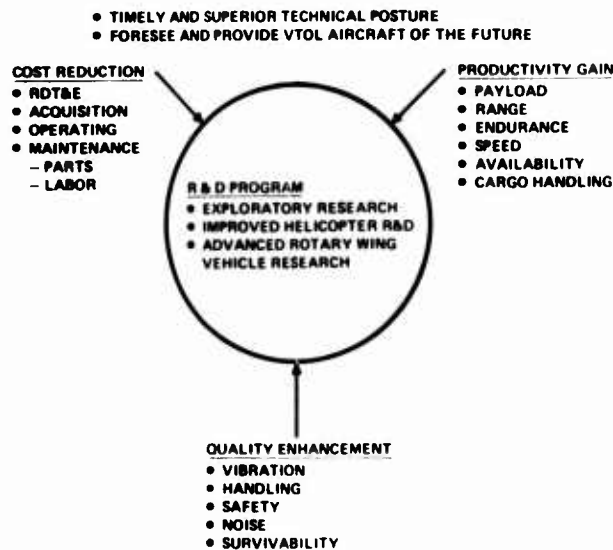 • TIMELY AND SUPERIOR TECHNICAL POSTURE
• FORESEE AND PROVIDE VTOL AIRCRAFT OF THE FUTURE
COST REDUCTION
• RDT&E
• ACQUISITION
• OPERATING
• MAINTENANCE
– PARTS
– LABOR
PRODUCTIVITY GAIN
• PAYLOAD
• RANGE
• ENDURANCE
• SPEED
• AVAILABILITY
• CARGO HANDLING
R & D PROGRAM
• EXPLORATORY RESEARCH
• IMPROVED HELICOPTER R&D
• ADVANCED ROTARY WING
VEHICLE RESEARCH
QUALITY ENHANCEMENT
• VIBRATION
• HANDLING
• SAFETY
• NOISE
• SURVIVABILITY